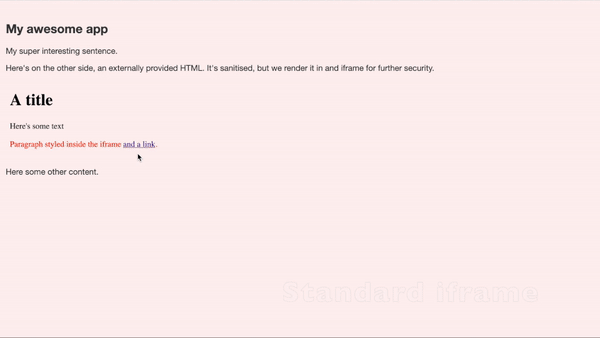 My awesome app
My super interesting sentence.
Here's on the other side, an externally provided HTML. It's sanitised, but we render it in and iframe for further security.
A title
Here's some text
Paragraph styled inside the iframe and a link.
Here some other content.
Standard iframe